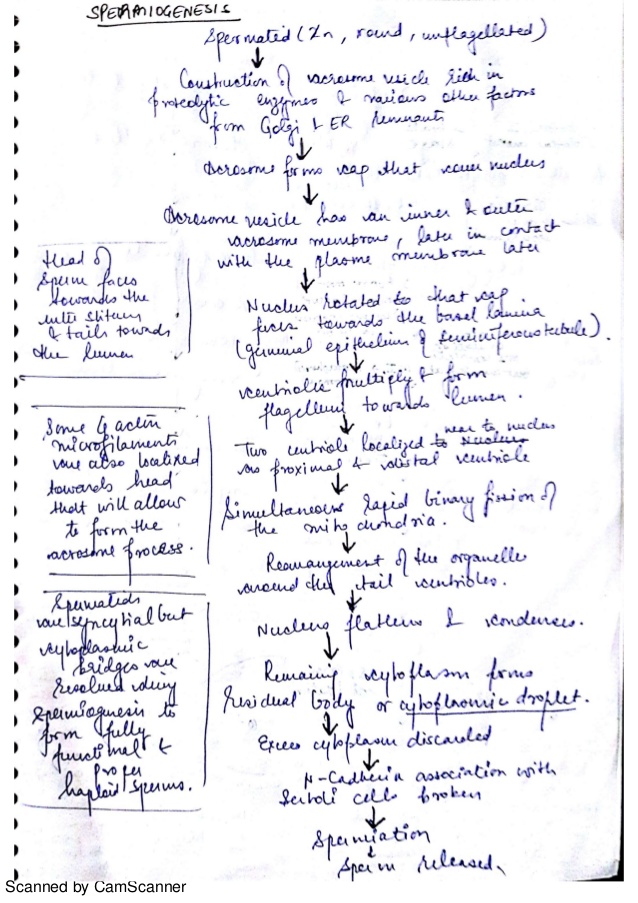 SPERMIOGENESIS
Spermated (2n, round, unflagellated)
Construction of acrosome vesicle rich in
proteolytic enzymes & various other factors
from Golgi & ER remnants
Acrosome forms cap that cover nucleus
Acrosome vesicle has an inner & outer
acrosome membrane, later in contact
with the plasma membrane later
Nucleus rotated to that cap
faces towards the basal lamina
(germinal epithelium of seminiferous tubule).
centriole multiply & form
flagellum towards lumen.
near to nucleus
Two centriole localized to nucleus
as proximal & distal centriole
Simultaneous rapid binary fission of
the mitochondria.
Rearrangement of the organelle
around the tail centrioles.
Nucleus flattens & condenses.
Remaining cytoplasm forms
residual body or cytoplasmic droplet.
Excess cytoplasm discarded
N-Cadherin association with
Sertoli cells broken
Spermiation
Sperm released
Head of
sperm faces
towards the
& tails towards
the lumen
Some G actin
microfilaments
are also localized
towards head
that will allow
to form the
acrosome process.
Spermatids
are syncytial but
cytoplasmic
bridges are
resolved during
spermiogenesis to
form fully
functional &
proper
haploid sperms.
Scanned by CamScanner